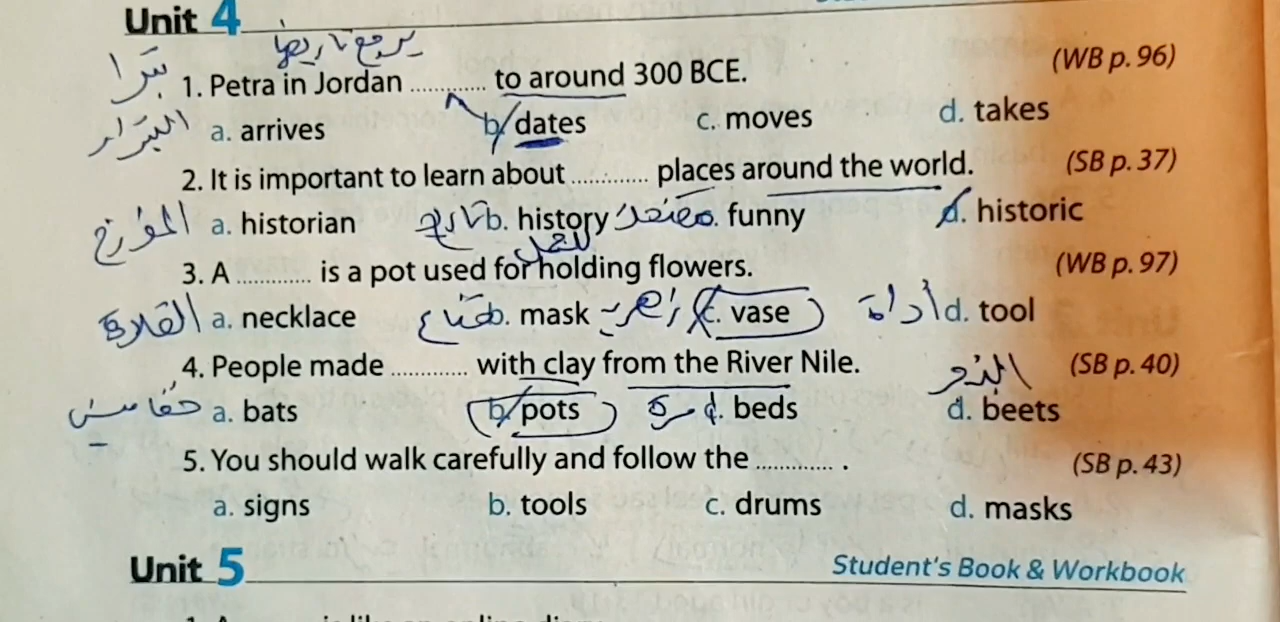 Unit 4
يرجع تاريخها
بترا
1. Petra in Jordan ............ to around 300 BCE. (WB p. 96)
البتراء a. arrives b. dates c. moves d. takes
2. It is important to learn about ............ places around the world. (SB p. 37)
المؤرخ a. historian تاريخ b. history مضحك c. funny d. historic
للحمل
3. A ............ is a pot used for holding flowers. (WB p. 97)
القلادة a. necklace قناع b. mask c. vase أداة d. tool
4. People made ............ with clay from the River Nile. (SB p. 40)
البنجر
a. bats b. pots c. beds d. beets
5. You should walk carefully and follow the ............ . (SB p. 43)
a. signs b. tools c. drums d. masks
Unit 5 Student's Book & Workbook